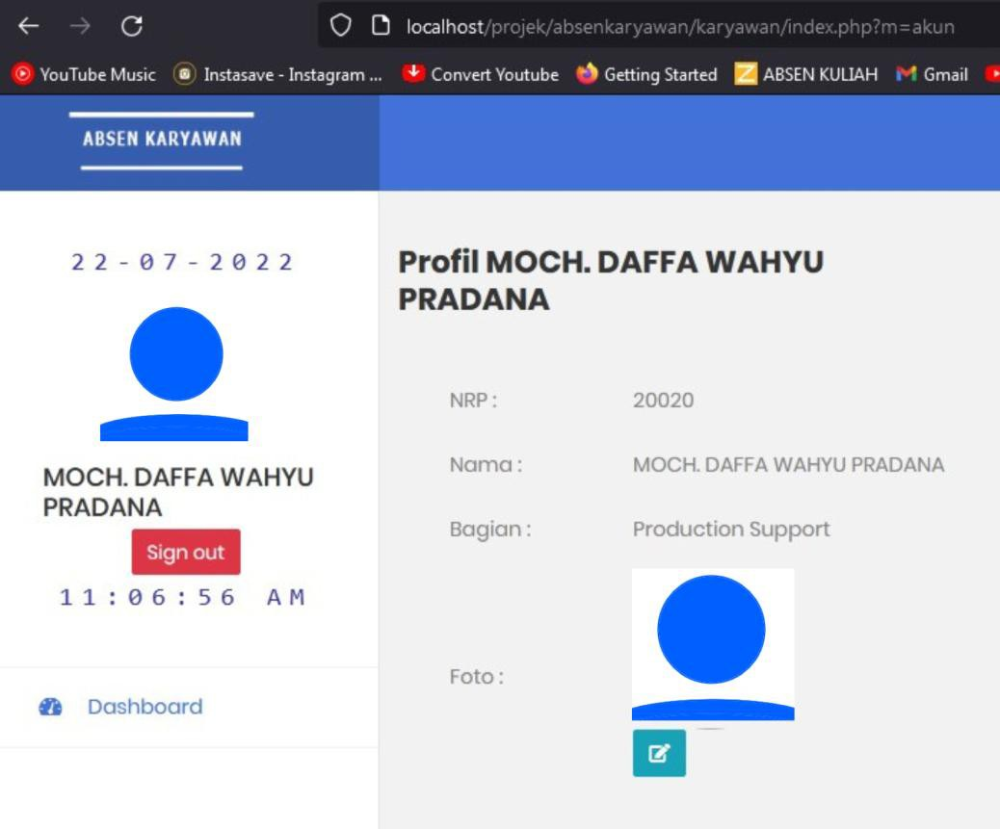 localhost/projek/absenkaryawan/karyawan/index.php?m=akun
YouTube Music
Instasave - Instagram ...
Convert Youtube
Getting Started
ABSEN KULIAH
Gmail
ABSEN KARYAWAN
22-07-2022
MOCH. DAFFA WAHYU
PRADANA
Sign out
11:06:56 AM
Dashboard
Profil MOCH. DAFFA WAHYU
PRADANA
NRP : 20020
Nama : MOCH. DAFFA WAHYU PRADANA
Bagian : Production Support
Foto :